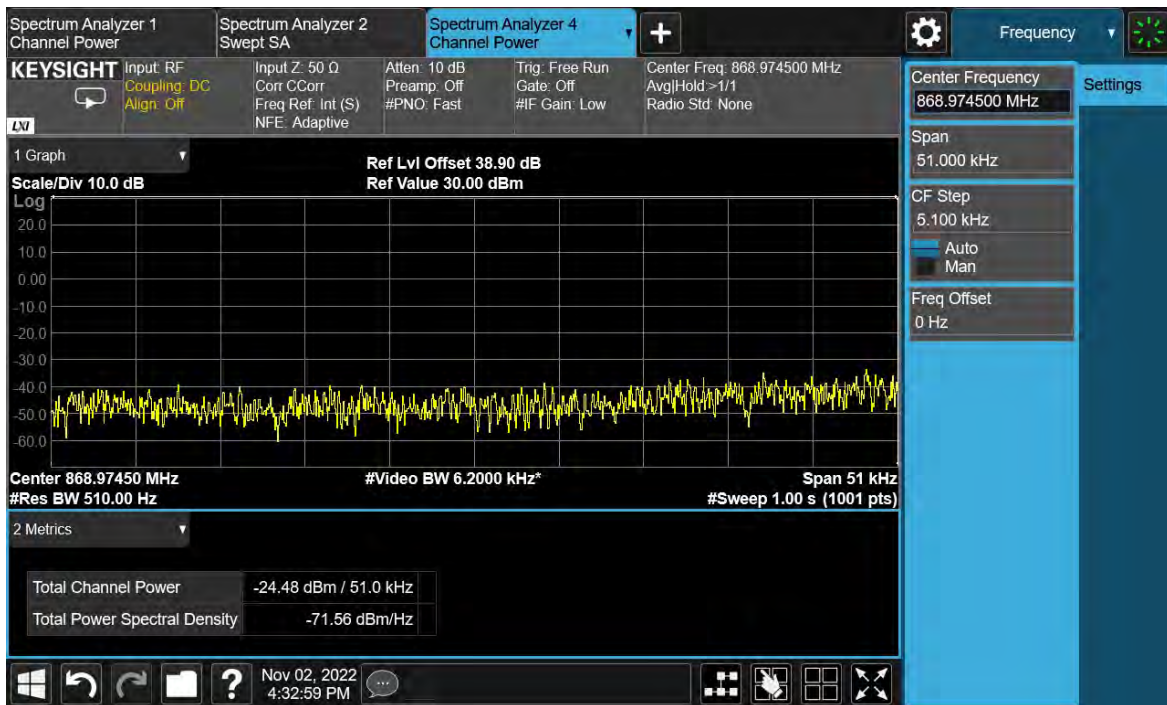 Spectrum Analyzer 1
Channel Power
Spectrum Analyzer 2
Swept SA
Spectrum Analyzer 4
Channel Power
Frequency
KEYSIGHT
LXI
Input: RF
Coupling: DC
Align: Off
Input Z: 50 Ω
Corr CCorr
Freq Ref: Int (S)
NFE: Adaptive
Atten: 10 dB
Preamp: Off
#PNO: Fast
Trig: Free Run
Gate: Off
#IF Gain: Low
Center Freq: 868.974500 MHz
Avg|Hold:>1/1
Radio Std: None
Center Frequency
868.974500 MHz
Settings
Span
51.000 kHz
CF Step
5.100 kHz
Auto
Man
Freq Offset
0 Hz
1 Graph
Scale/Div 10.0 dB
Ref Lvl Offset 38.90 dB
Ref Value 30.00 dBm
Log
20.0
10.0
0.00
-10.0
-20.0
-30.0
-40.0
-50.0
-60.0
Center 868.97450 MHz
#Video BW 6.2000 kHz*
Span 51 kHz
#Res BW 510.00 Hz
#Sweep 1.00 s (1001 pts)
2 Metrics
Total Channel Power -24.48 dBm / 51.0 kHz
Total Power Spectral Density -71.56 dBm/Hz
?
Nov 02, 2022
4:32:59 PM